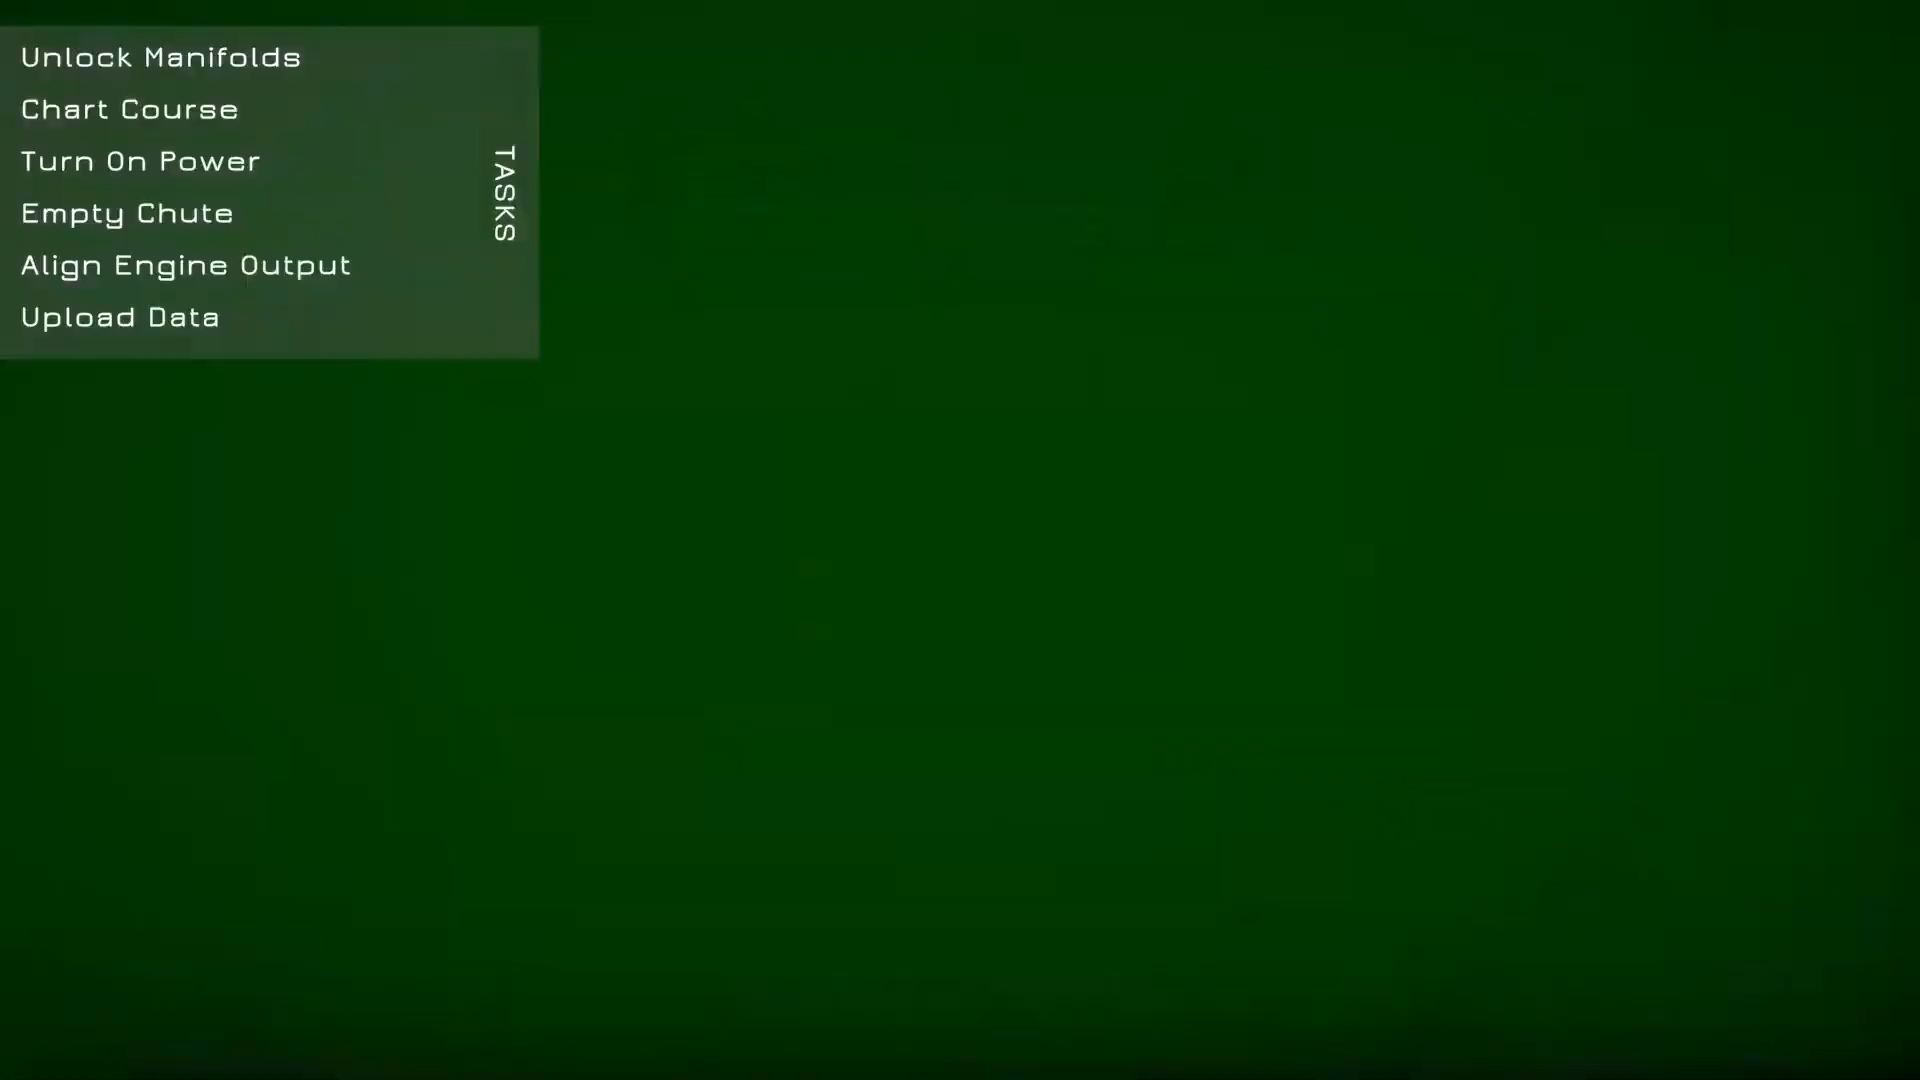 Unlock Manifolds
Chart Course
Turn On Power
Empty Chute
Align Engine Output
Upload Data
TASKS